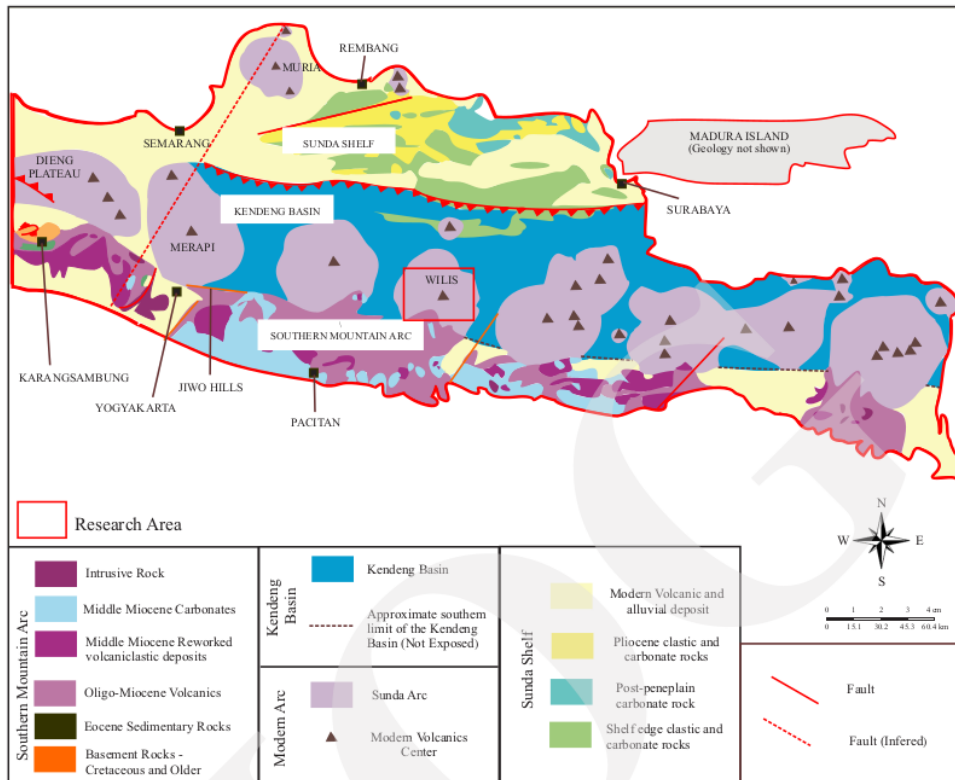 REMBANG
MURIA
SEMARANG
SUNDA SHELF
MADURA ISLAND
(Geology not shown)
DIENG
PLATEAU
SURABAYA
KENDENG BASIN
MERAPI
WILIS
SOUTHERN MOUNTAIN ARC
KARANGSAMBUNG
JIWO HILLS
YOGYAKARTA
PACITAN
Research Area
N
W E
S
0 1 2 3 4 cm
0 15.1 30.2 45.3 60.4 km
Southern Mountain Arc
Intrusive Rock
Middle Miocene Carbonates
Middle Miocene Reworked
volcaniclastic deposits
Oligo-Miocene Volcanics
Eocene Sedimentary Rocks
Basement Rocks -
Cretaceous and Older
Kendeng
Basin
Kendeng Basin
Approximate southern
limit of the Kendeng
Basin (Not Exposed)
Modern Arc
Sunda Arc
Modern Volcanics
Center
Sunda Shelf
Modern Volcanic
and alluvial deposit
Pliocene clastic and
carbonate rocks
Post-peneplain
carbonate rock
Shelf edge clastic and
carbonate rocks
Fault
Fault (Infered)